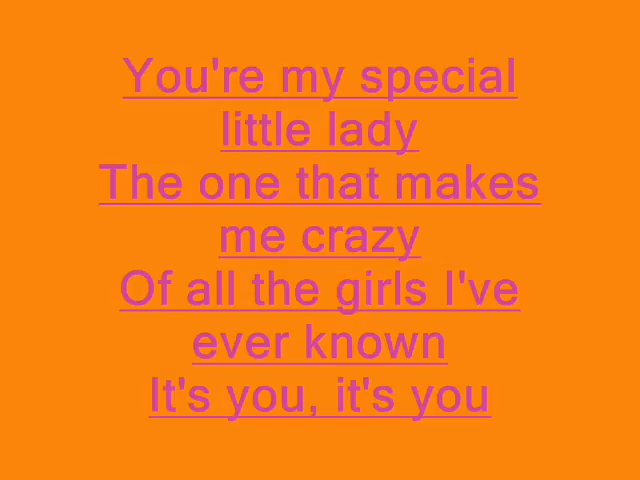 You're my special
little lady
The one that makes
me crazy
Of all the girls I've
ever known
It's you, it's you